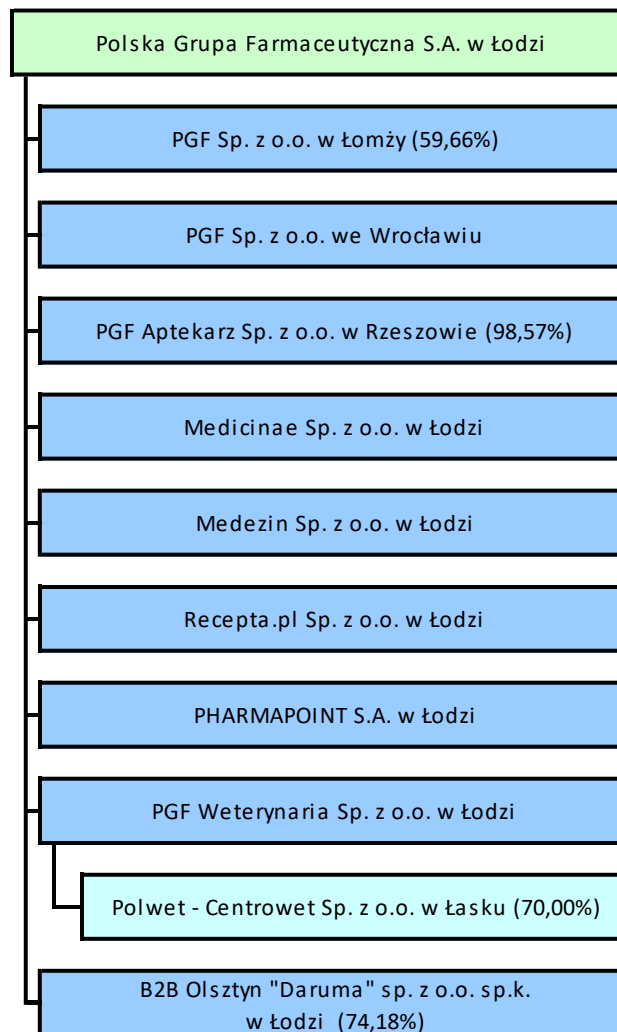 Polska Grupa Farmaceutyczna S.A. w Łodzi
PGF Sp. z o.o. w Łomży (59,66%)
PGF Sp. z o.o. we Wrocławiu
PGF Aptekarz Sp. z o.o. w Rzeszowie (98,57%)
Medicinae Sp. z o.o. w Łodzi
Medezin Sp. z o.o. w Łodzi
Recepta.pl Sp. z o.o. w Łodzi
PHARMAPOINT S.A. w Łodzi
PGF Weterynaria Sp. z o.o. w Łodzi
Polwet - Centrowet Sp. z o.o. w Łasku (70,00%)
B2B Olsztyn "Daruma" sp. z o.o. sp.k.
w Łodzi (74,18%)